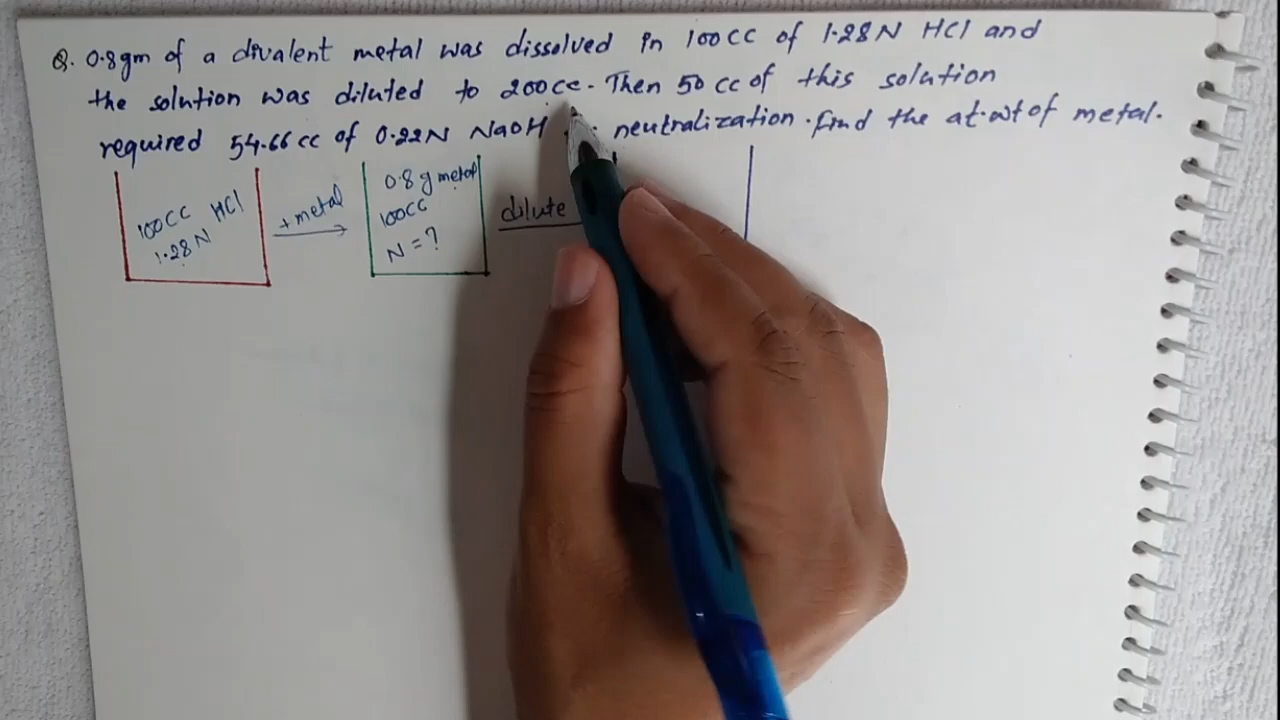 Q. 0.8gm of a divalent metal was dissolved in 100CC of 1.28N HCl and
the solution was diluted to 200cc. Then 50 cc of this solution
required 54.66 cc of 0.22N NaOH neutralization. find the at.wt of metal.
100CC HCl
1.28N
+metal
0.8g metal
100CC
N = ?
dilute